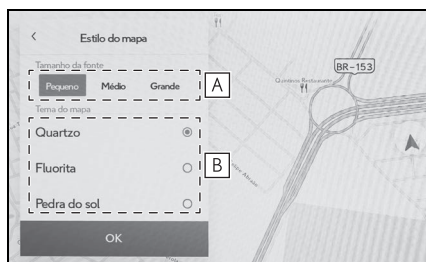 Estilo do mapa
Tamanho da fonte
Pequeno Médio Grande
A
Tema do mapa
Quartzo
Fluorita
B
Pedra do sol
OK
BR-153
Quinteros Restaurante